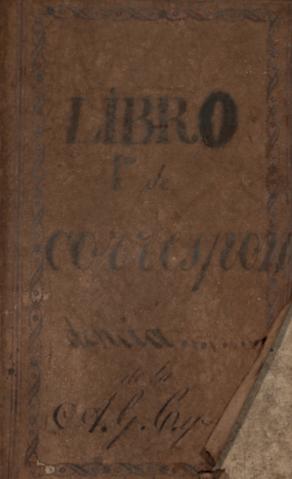 LIBRO
1º de
correspon
dencia
de la
A. G.